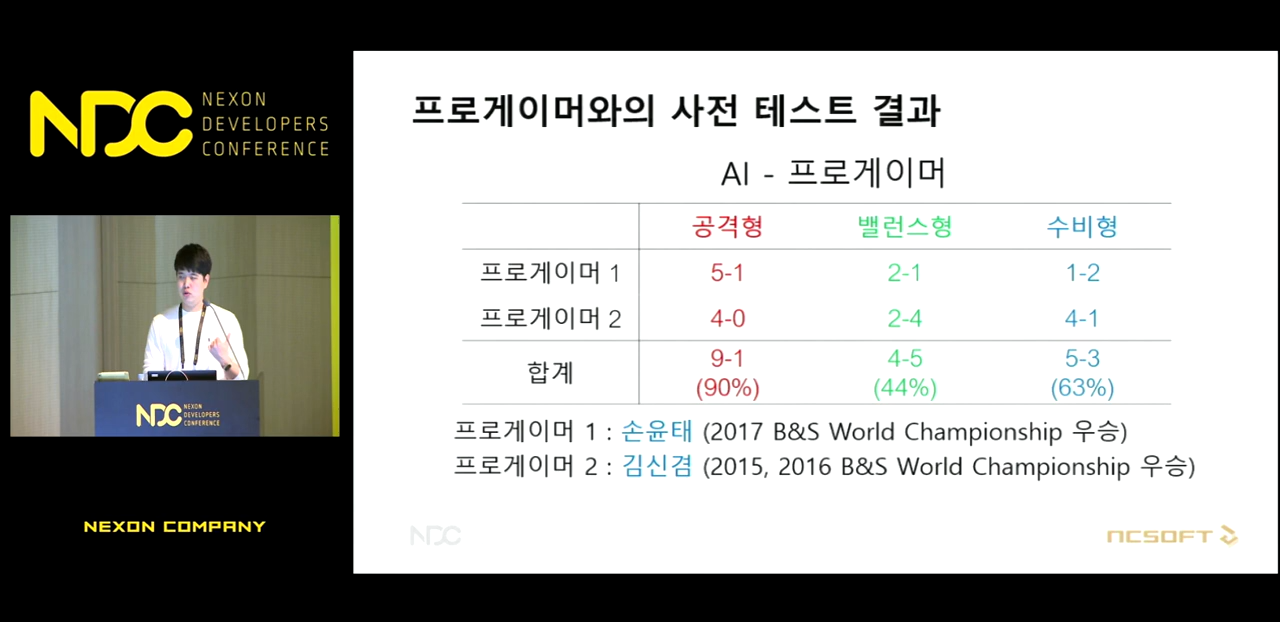 NDC
NEXON
DEVELOPERS
CONFERENCE
NDC
NEXON
DEVELOPERS
CONFERENCE
NEXON COMPANY
프로게이머와의 사전 테스트 결과
AI - 프로게이머
공격형 밸런스형 수비형
프로게이머 1 5-1 2-1 1-2
프로게이머 2 4-0 2-4 4-1
합계 9-1 4-5 5-3
(90%) (44%) (63%)
프로게이머 1 : 손윤태 (2017 B&S World Championship 우승)
프로게이머 2 : 김신겸 (2015, 2016 B&S World Championship 우승)
NDC
NCSOFT